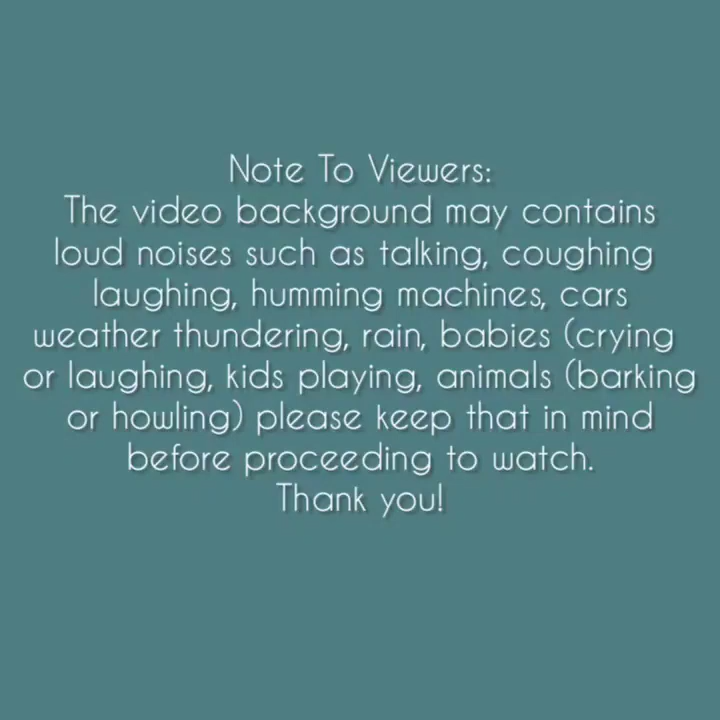 Note To Viewers:
The video background may contains
loud noises such as talking, coughing
laughing, humming machines, cars
weather thundering, rain, babies (crying
or laughing, kids playing, animals (barking
or howling) please keep that in mind
before proceeding to watch.
Thank you!